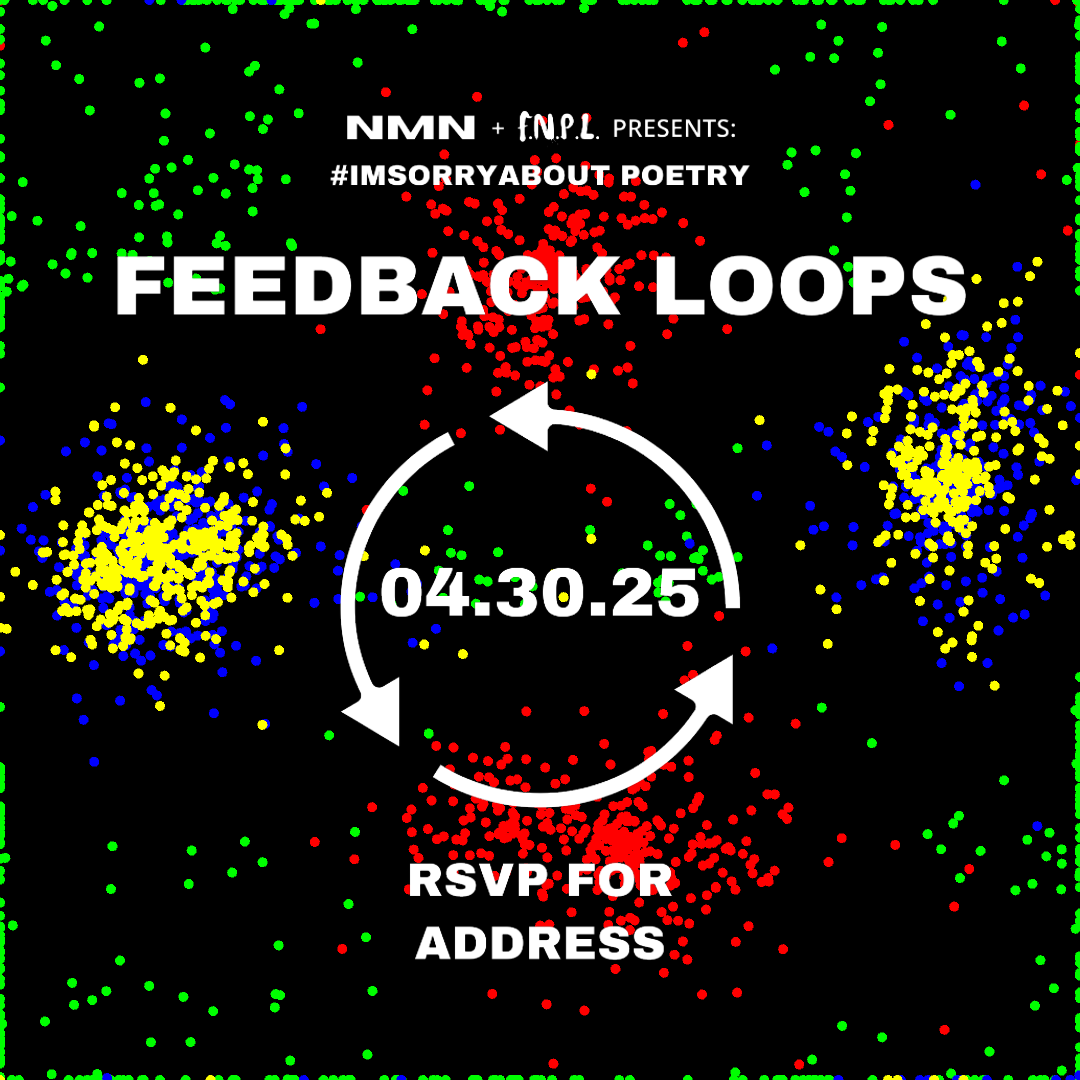 NMN + F.N.P.L. PRESENTS:
#IMSORRYABOUT POETRY
FEEDBACK LOOPS
04.30.25
RSVP FOR
ADDRESS